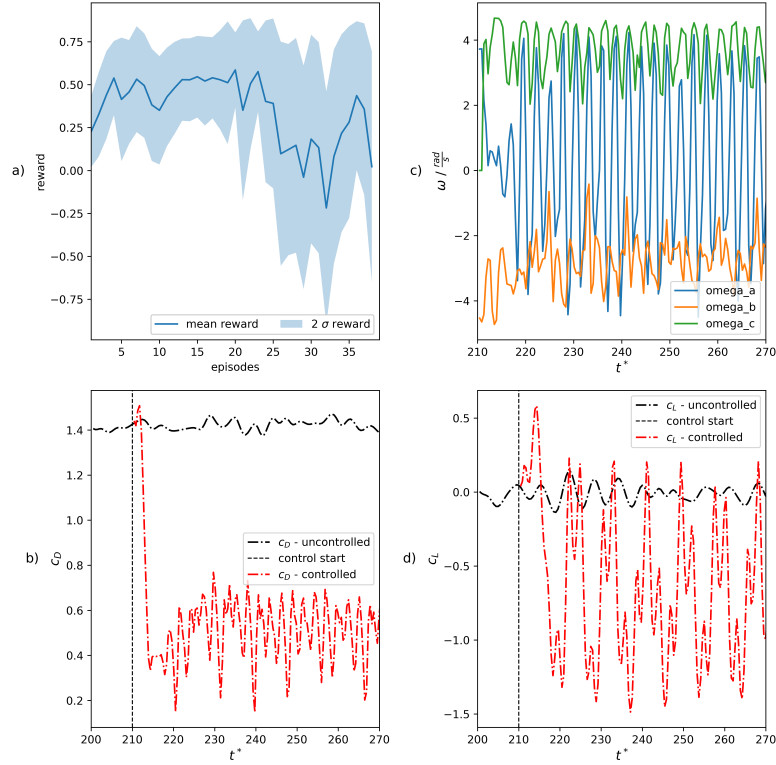 a)
reward
0.75
0.50
0.25
0.00
−0.25
−0.50
−0.75
mean reward
2 σ reward
5 10 15 20 25 30 35
episodes
c)
ω / rad/s
4
2
0
−2
−4
omega_a
omega_b
omega_c
210 220 230 240 250 260 270
t*
b)
c_D
1.4
1.2
1.0
0.8
0.6
0.4
0.2
c_D - uncontrolled
control start
c_D - controlled
200 210 220 230 240 250 260 270
t*
d)
c_L
0.5
0.0
−0.5
−1.0
−1.5
c_L - uncontrolled
control start
c_L - controlled
200 210 220 230 240 250 260 270
t*